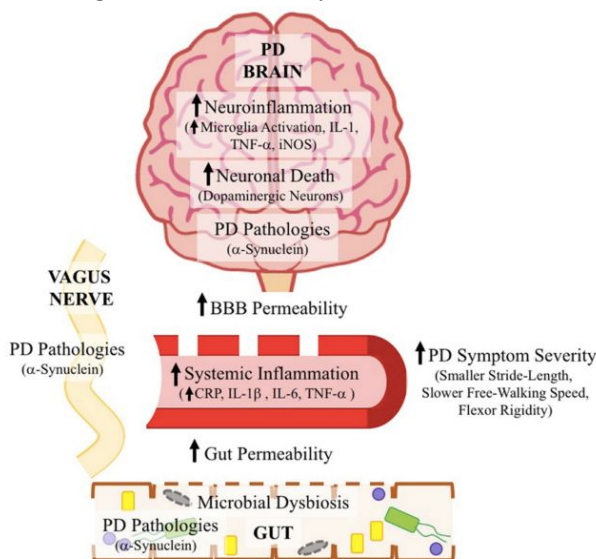 PD
BRAIN
↑Neuroinflammation
(↑Microglia Activation, IL-1,
TNF-α, iNOS)
↑Neuronal Death
(Dopaminergic Neurons)
PD Pathologies
(α-Synuclein)
VAGUS
NERVE
PD Pathologies
(α-Synuclein)
↑BBB Permeability
↑Systemic Inflammation
(↑CRP, IL-1β , IL-6, TNF-α )
↑PD Symptom Severity
(Smaller Stride-Length,
Slower Free-Walking Speed,
Flexor Rigidity)
↑Gut Permeability
Microbial Dysbiosis
PD Pathologies
(α-Synuclein)
GUT